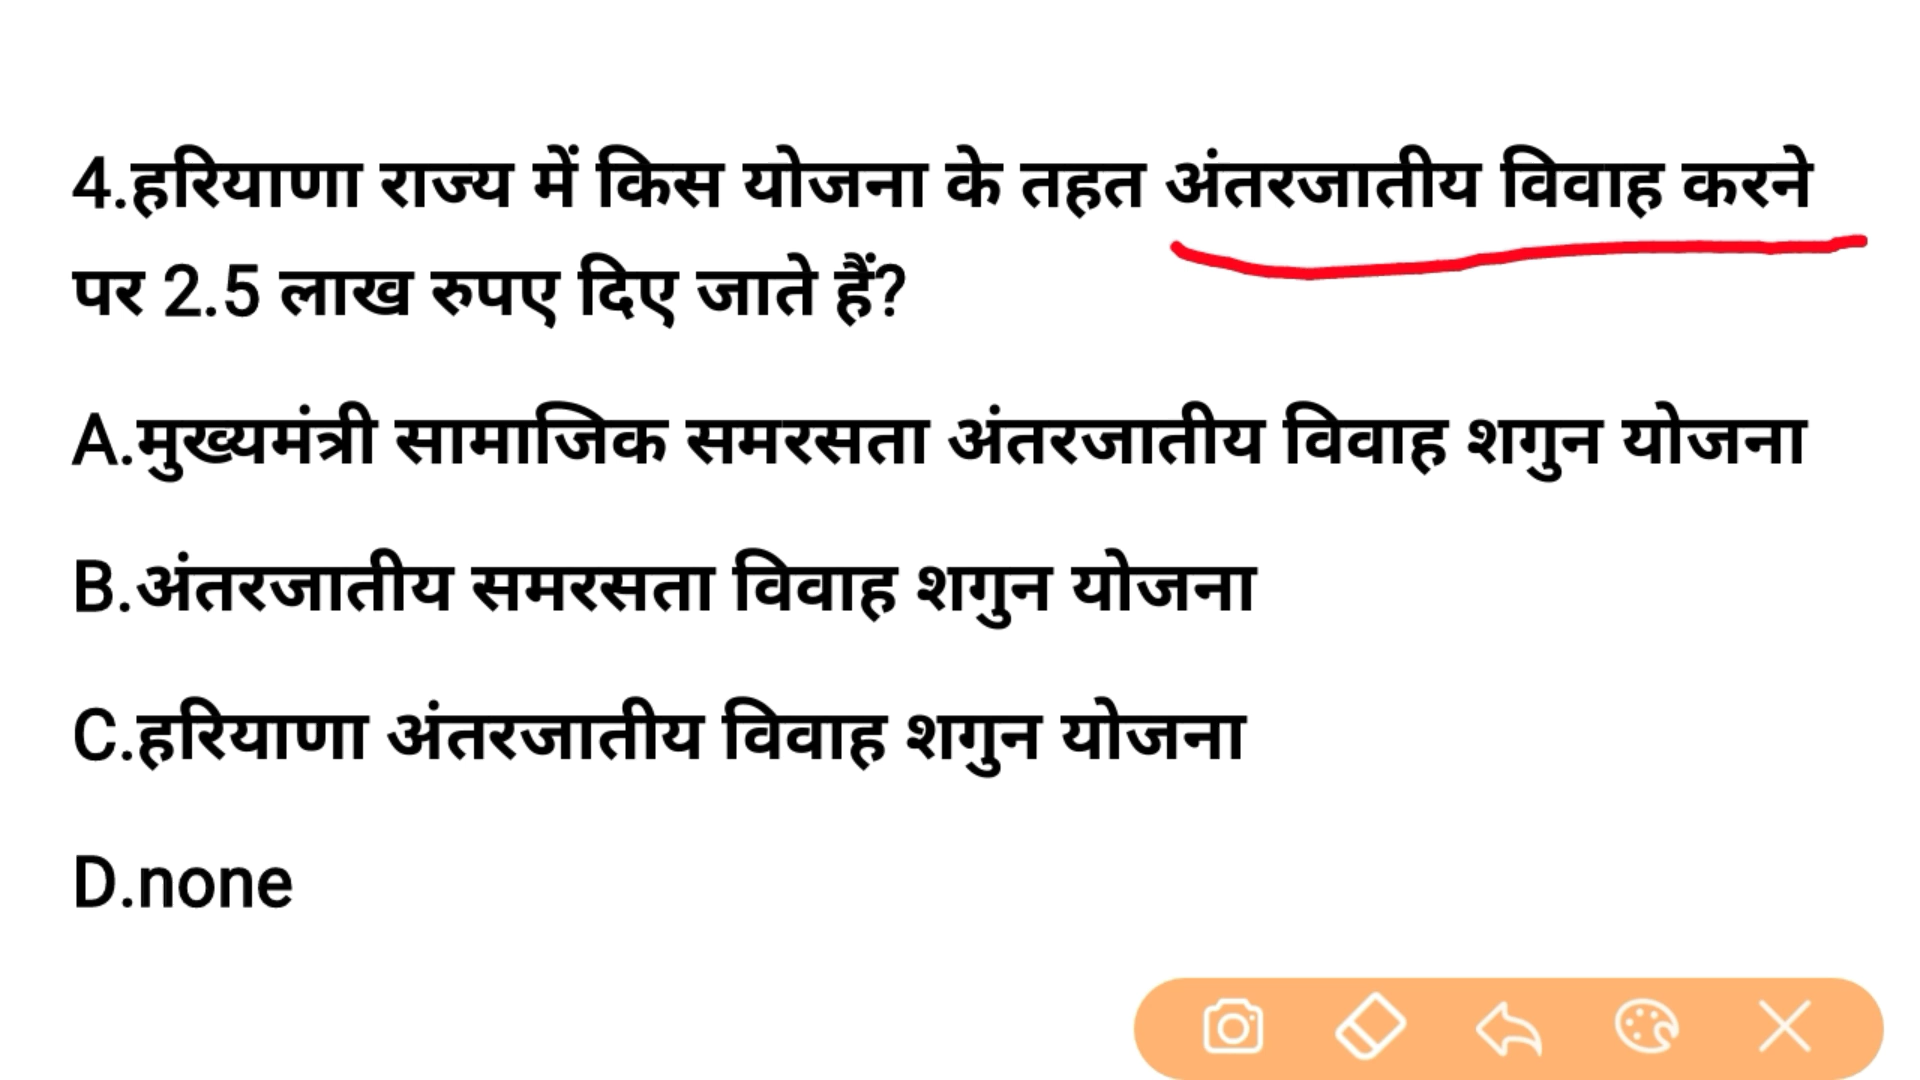 4.हरियाणा राज्य में किस योजना के तहत अंतरजातीय विवाह करने
पर 2.5 लाख रुपए दिए जाते हैं?
A.मुख्यमंत्री सामाजिक समरसता अंतरजातीय विवाह शगुन योजना
B.अंतरजातीय समरसता विवाह शगुन योजना
C.हरियाणा अंतरजातीय विवाह शगुन योजना
D.none